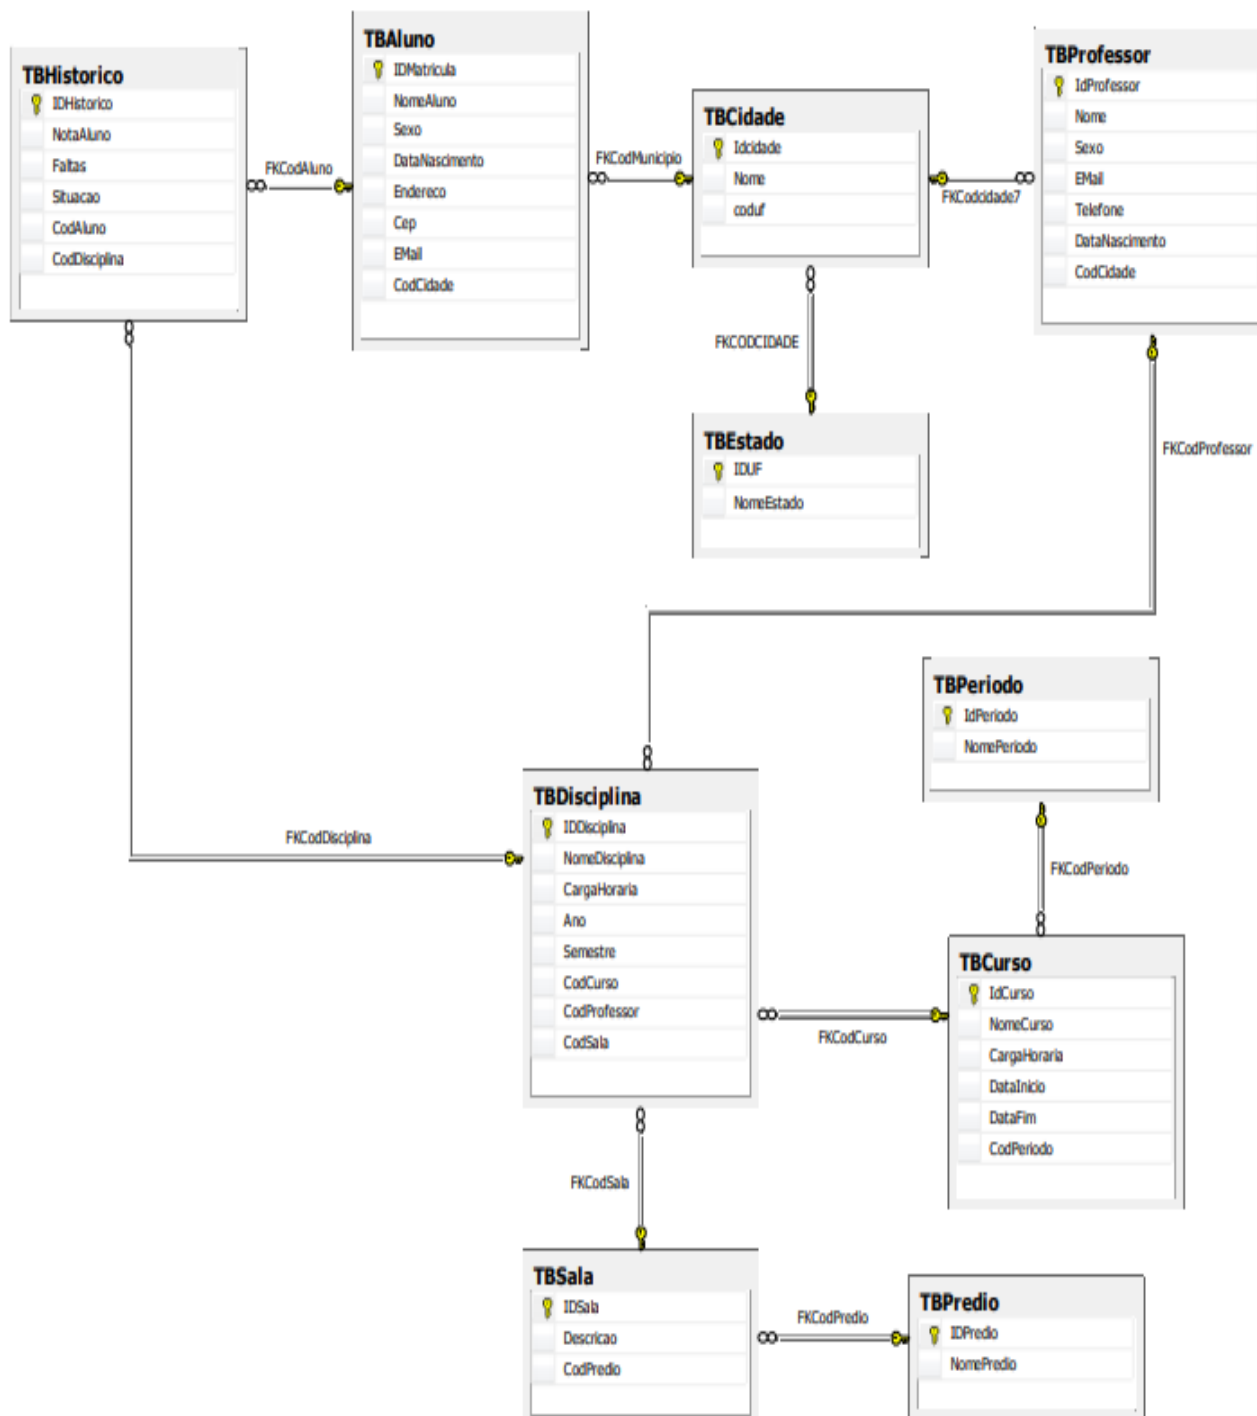 TBHistorico
IDHistorico
NotaAluno
Faltas
Situacao
CodAluno
CodDisciplina
FKCodAluno
TBAluno
IDMatricula
NomeAluno
Sexo
DataNascimento
Endereco
Cep
EMail
CodCidade
FKCodMunicipio
TBCidade
Idcidade
Nome
coduf
FKCodcidade7
TBProfessor
IdProfessor
Nome
Sexo
EMail
Telefone
DataNascimento
CodCidade
FKCODCIDADE
TBEstado
IDUF
NomeEstado
FKCodProfessor
TBPeriodo
IdPeriodo
NomePeriodo
FKCodDisciplina
TBDisciplina
IDDisciplina
NomeDisciplina
CargaHoraria
Ano
Semestre
CodCurso
CodProfessor
CodSala
FKCodPeriodo
FKCodCurso
TBCurso
IdCurso
NomeCurso
CargaHoraria
DataInicio
DataFim
CodPeriodo
FKCodSala
TBSala
IDSala
Descricao
CodPredio
FKCodPredio
TBPredio
IDPredio
NomePredio